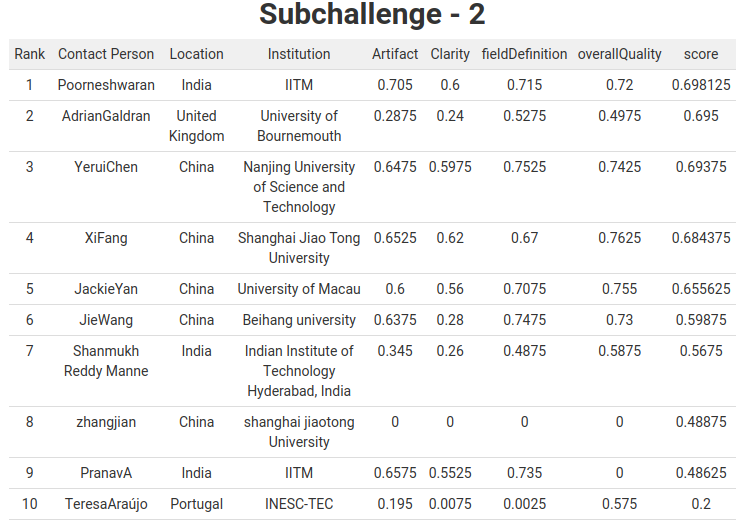 Subchallenge - 2
Rank Contact Person Location Institution Artifact Clarity fieldDefinition overallQuality score
1 Poorneshwaran India IITM 0.705 0.6 0.715 0.72 0.698125
2 AdrianGaldran United University of 0.2875 0.24 0.5275 0.4975 0.695
Kingdom Bournemouth
3 YeruiChen China Nanjing University 0.6475 0.5975 0.7525 0.7425 0.69375
of Science and
Technology
4 XiFang China Shanghai Jiao Tong 0.6525 0.62 0.67 0.7625 0.684375
University
5 JackieYan China University of Macau 0.6 0.56 0.7075 0.755 0.655625
6 JieWang China Beihang university 0.6375 0.28 0.7475 0.73 0.59875
7 Shanmukh India Indian Institute of 0.345 0.26 0.4875 0.5875 0.5675
Reddy Manne Technology
Hyderabad, India
8 zhangjian China shanghai jiaotong 0 0 0 0 0.48875
University
9 PranavA India IITM 0.6575 0.5525 0.735 0 0.48625
10 TeresaAraújo Portugal INESC-TEC 0.195 0.0075 0.0025 0.575 0.2